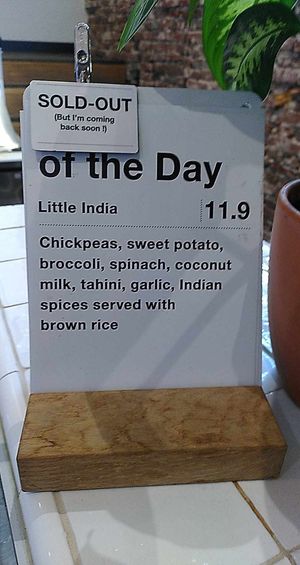 SOLD-OUT
(But I'm coming
back soon !)
of the Day
Little India 11.9
Chickpeas, sweet potato,
broccoli, spinach, coconut
milk, tahini, garlic, Indian
spices served with
brown rice